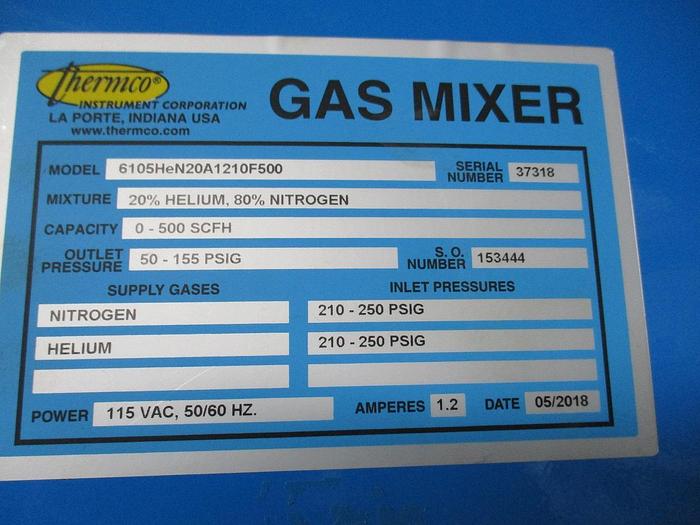 thermco®
INSTRUMENT CORPORATION
LA PORTE, INDIANA USA
www.thermco.com
GAS MIXER
MODEL 6105HeN20A1210F500 SERIAL NUMBER 37318
MIXTURE 20% HELIUM, 80% NITROGEN
CAPACITY 0 - 500 SCFH
OUTLET PRESSURE 50 - 155 PSIG S. O. NUMBER 153444
SUPPLY GASES INLET PRESSURES
NITROGEN 210 - 250 PSIG
HELIUM 210 - 250 PSIG
POWER 115 VAC, 50/60 HZ. AMPERES 1.2 DATE 05/2018